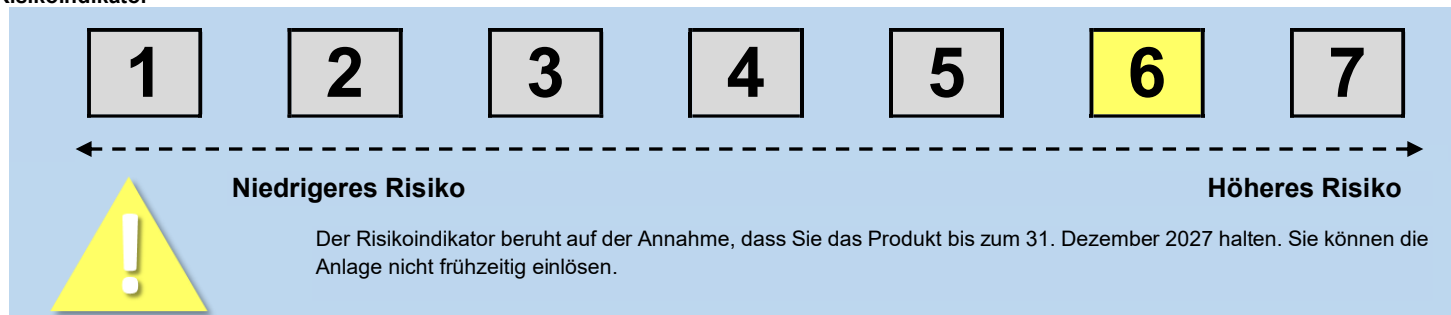 Risikoindikator
1 2 3 4 5 6 7
Niedrigeres Risiko Höheres Risiko
!
Der Risikoindikator beruht auf der Annahme, dass Sie das Produkt bis zum 31. Dezember 2027 halten. Sie können die
Anlage nicht frühzeitig einlösen.